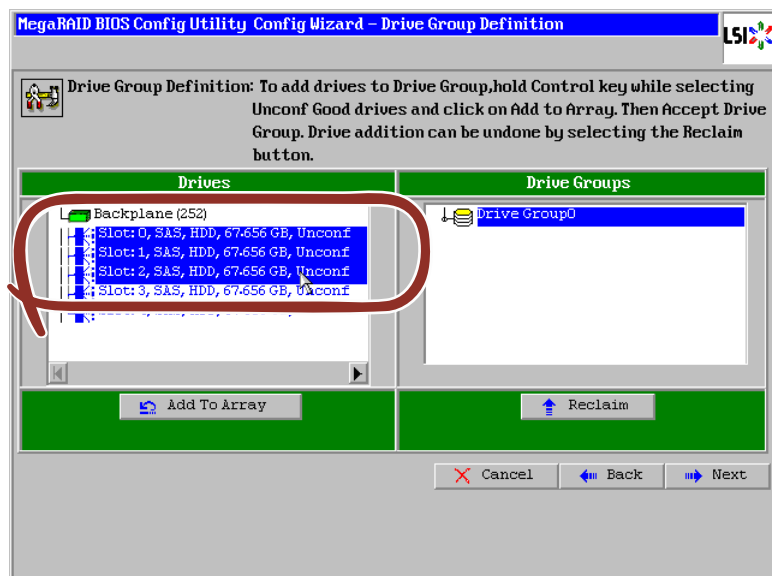 MegaRAID BIOS Config Utility Config Wizard – Drive Group Definition
LSI
Drive Group Definition: To add drives to Drive Group,hold Control key while selecting
Unconf Good drives and click on Add to Array. Then Accept Drive
Group. Drive addition can be undone by selecting the Reclaim
button.
Drives
Drive Groups
Backplane (252)
Slot: 0, SAS, HDD, 67.656 GB, Unconf
Slot: 1, SAS, HDD, 67.656 GB, Unconf
Slot: 2, SAS, HDD, 67.656 GB, Unconf
Slot: 3, SAS, HDD, 67.656 GB, Unconf
Drive Group0
Add To Array
Reclaim
Cancel
Back
Next